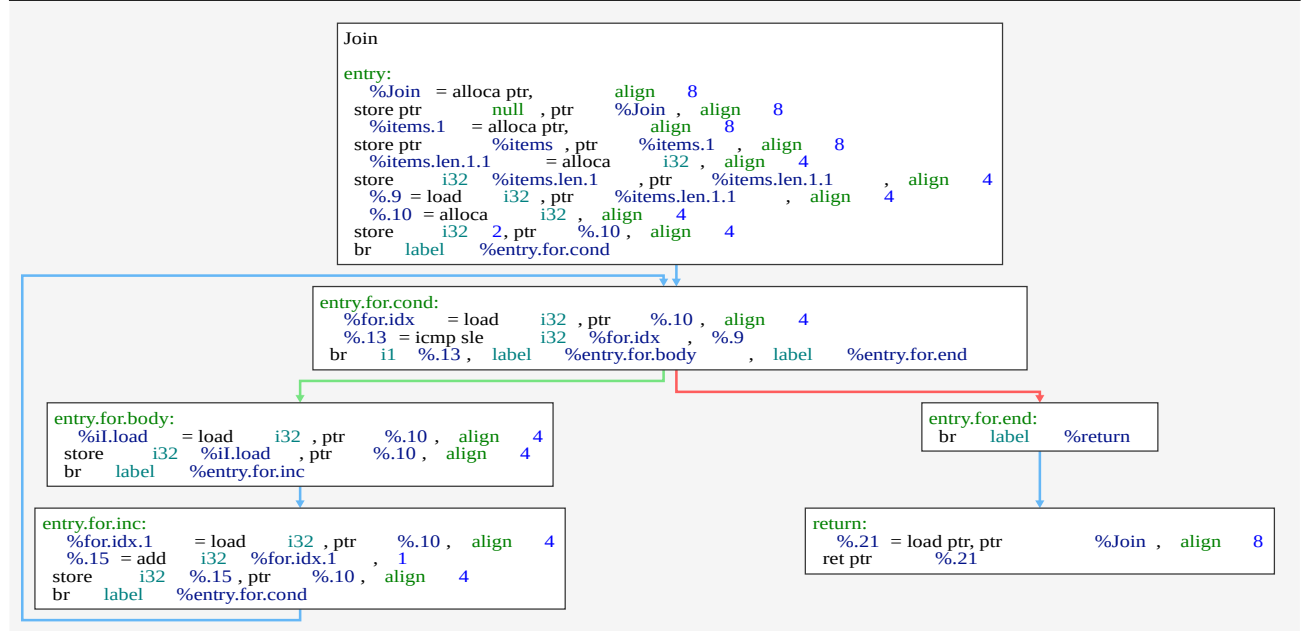 Join
entry:
%Join = alloca ptr, align 8
store ptr null , ptr %Join , align 8
%items.1 = alloca ptr, align 8
store ptr %items , ptr %items.1 , align 8
%items.len.1.1 = alloca i32 , align 4
store i32 %items.len.1 , ptr %items.len.1.1 , align 4
%.9 = load i32 , ptr %items.len.1.1 , align 4
%.10 = alloca i32 , align 4
store i32 2, ptr %.10 , align 4
br label %entry.for.cond
entry.for.cond:
%for.idx = load i32 , ptr %.10 , align 4
%.13 = icmp sle i32 %for.idx , %.9
br i1 %.13 , label %entry.for.body , label %entry.for.end
entry.for.body:
%iI.load = load i32 , ptr %.10 , align 4
store i32 %iI.load , ptr %.10 , align 4
br label %entry.for.inc
entry.for.end:
br label %return
entry.for.inc:
%for.idx.1 = load i32 , ptr %.10 , align 4
%.15 = add i32 %for.idx.1 , 1
store i32 %.15 , ptr %.10 , align 4
br label %entry.for.cond
return:
%.21 = load ptr, ptr %Join , align 8
ret ptr %.21